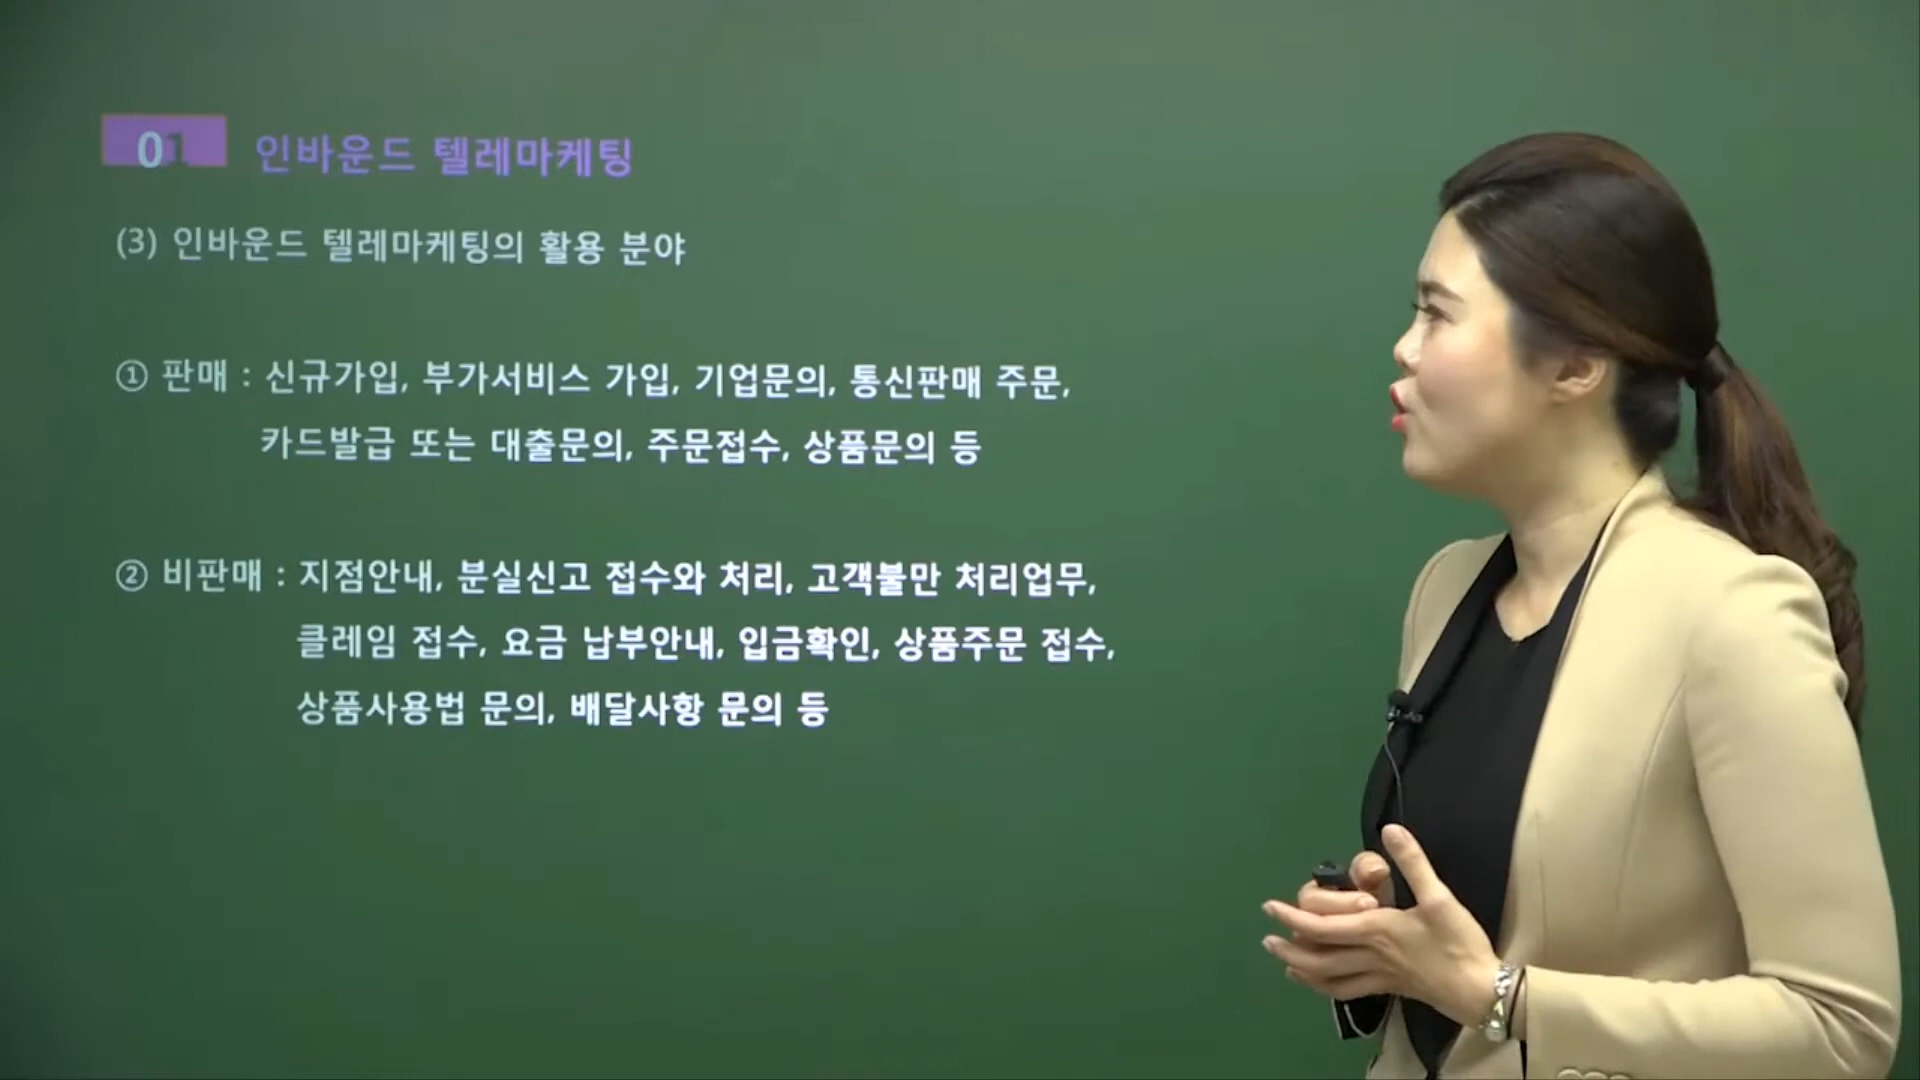 01 인바운드 텔레마케팅
(3) 인바운드 텔레마케팅의 활용 분야
① 판매 : 신규가입, 부가서비스 가입, 기업문의, 통신판매 주문,
카드발급 또는 대출문의, 주문접수, 상품문의 등
② 비판매 : 지점안내, 분실신고 접수와 처리, 고객불만 처리업무,
클레임 접수, 요금 납부안내, 입금확인, 상품주문 접수,
상품사용법 문의, 배달사항 문의 등